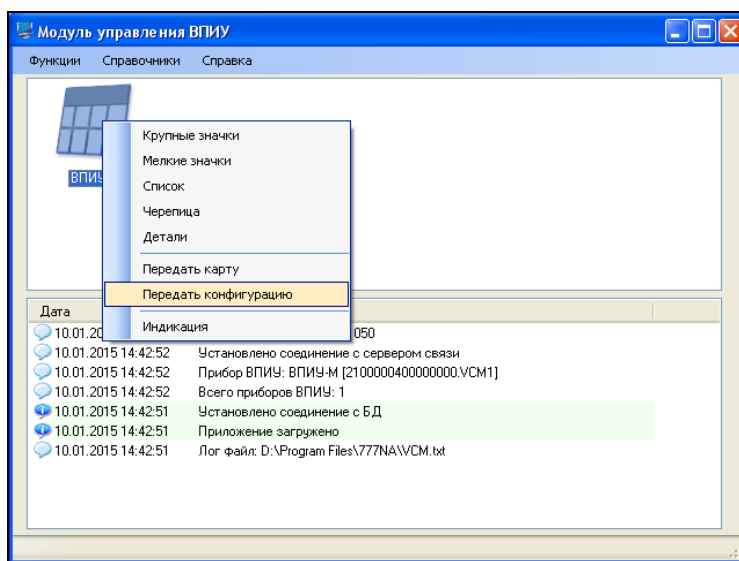 Модуль управления ВПИУ
Функции Справочники Справка
ВПИУ
Крупные значки
Мелкие значки
Список
Черепица
Детали
Передать карту
Передать конфигурацию
Индикация
Дата
10.01.20 050
10.01.2015 14:42:52 Установлено соединение с сервером связи
10.01.2015 14:42:52 Прибор ВПИУ: ВПИУ-М [2100000400000000.VCM1]
10.01.2015 14:42:52 Всего приборов ВПИУ: 1
10.01.2015 14:42:51 Установлено соединение с БД
10.01.2015 14:42:51 Приложение загружено
10.01.2015 14:42:51 Лог файл: D:\Program Files\777NA\VCM.txt